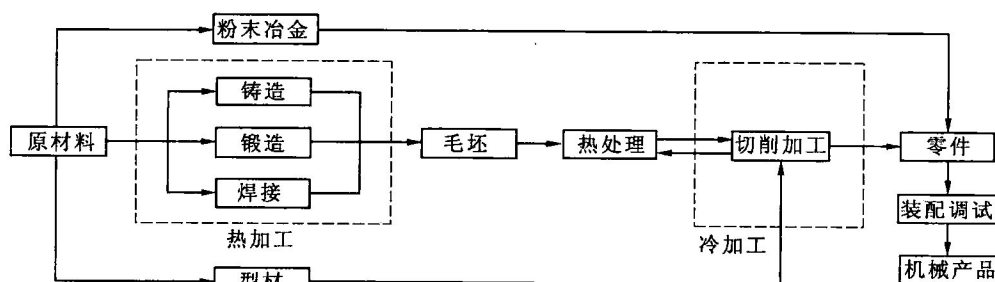 粉末冶金
铸造
原材料
锻造
毛坯
热处理
切削加工
零件
焊接
装配调试
热加工
冷加工
型材
机械产品